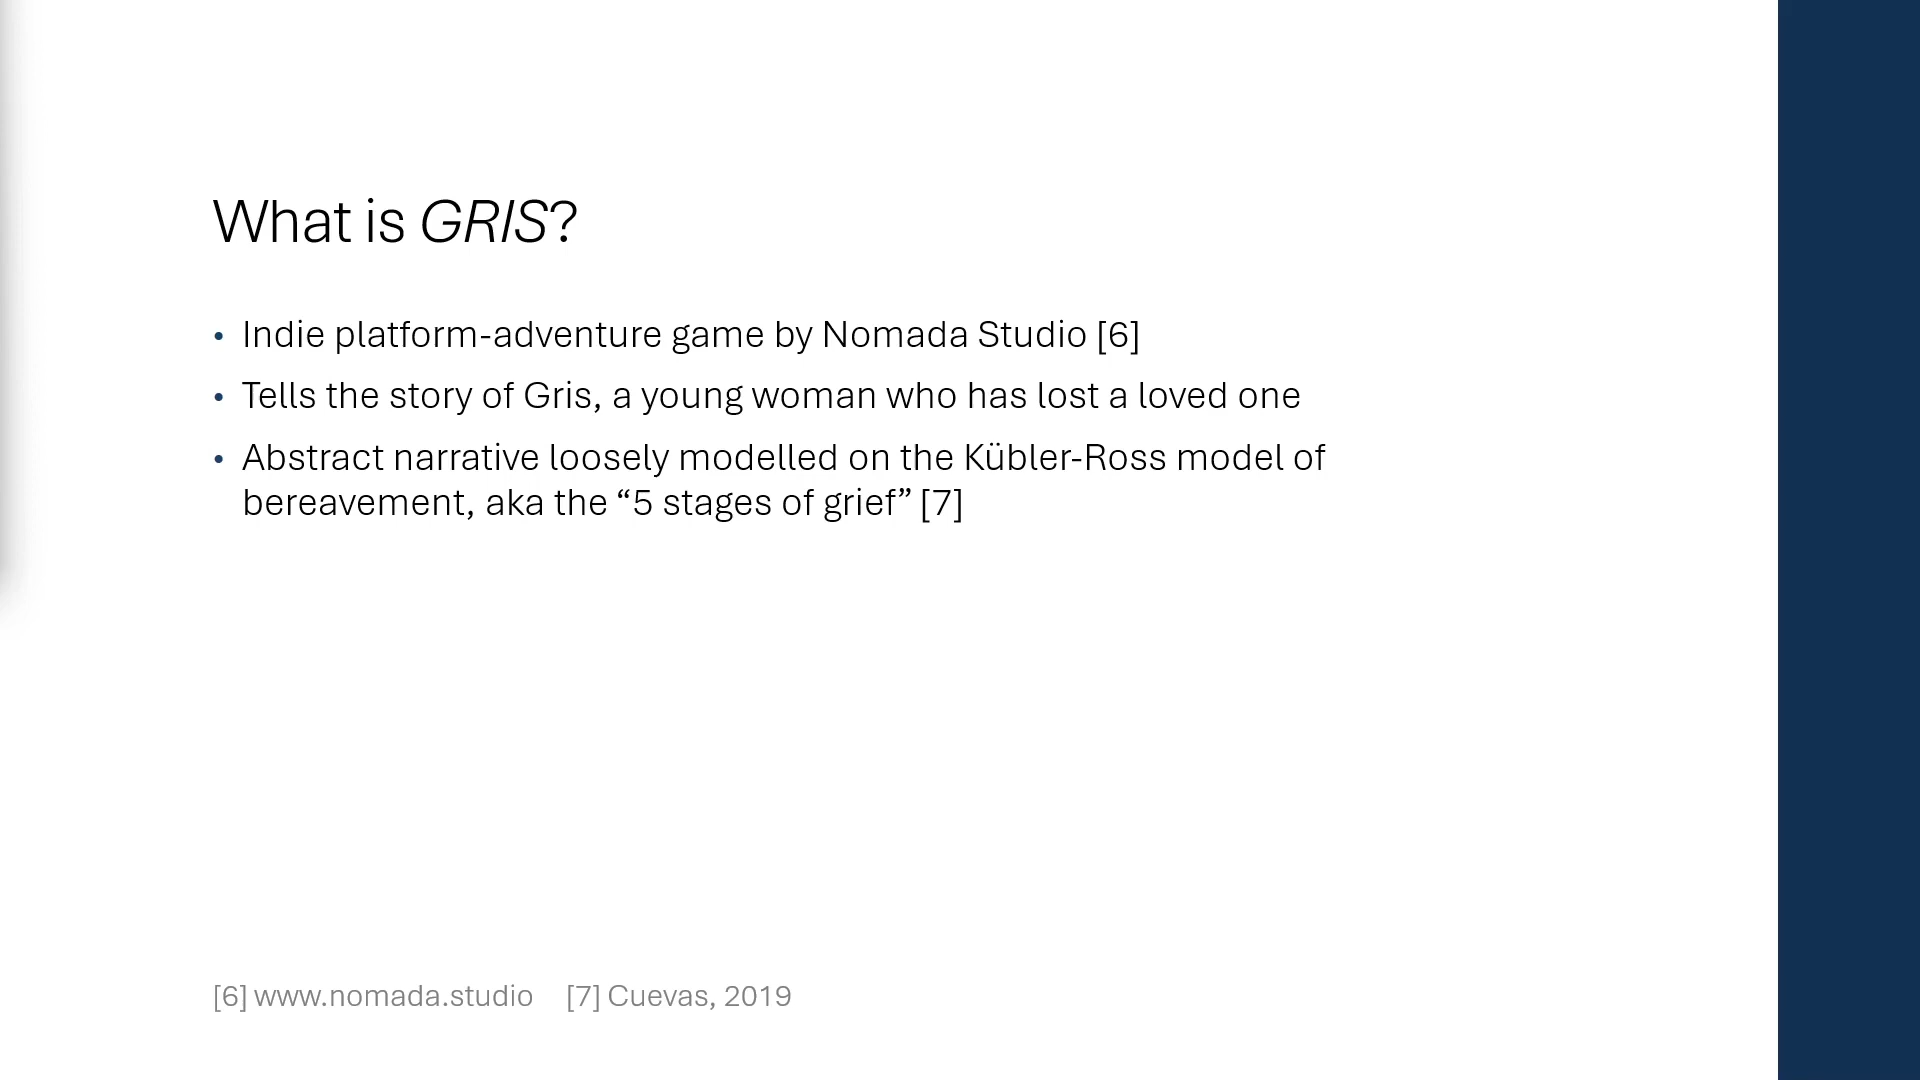 What is GRIS?
• Indie platform-adventure game by Nomada Studio [6]
• Tells the story of Gris, a young woman who has lost a loved one
• Abstract narrative loosely modelled on the Kübler-Ross model of
bereavement, aka the “5 stages of grief” [7]
[6] www.nomada.studio [7] Cuevas, 2019